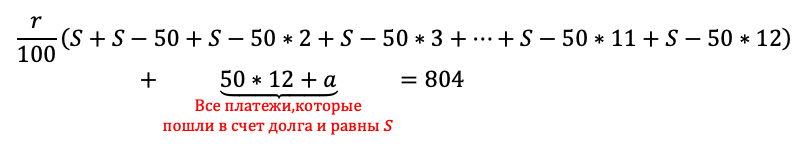 r/100 (S + S − 50 + S − 50 ∗ 2 + S − 50 ∗ 3 + ⋯ + S − 50 ∗ 11 + S − 50 ∗ 12)
+ 50 ∗ 12 + a = 804
Все платежи,которые
пошли в счет долга и равны S